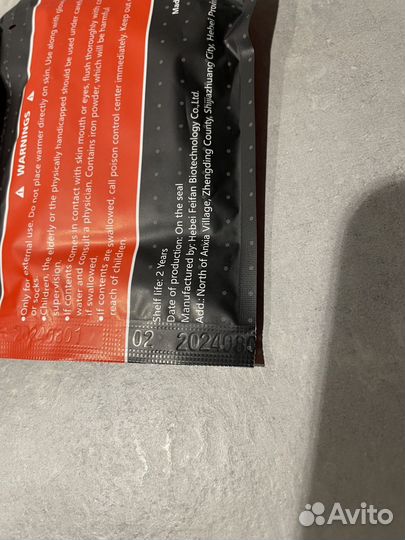 ⚠ WARNINGS ⚠
•Only for external use. Do not place warmer directly on skin. Use along with
or socks.
•Children, the elderly or the physically handicapped should be used under
supervision.
•If contents comes in contact with skin mouth or eyes, flush thoroughly with
water and consult a physician. Contains iron powder, which will be harmful
if swallowed.
•If contents are swallowed, call poison control center immediately. Keep out
reach of children.
Shelf life: 2 Years
Date of production: On the seal
Manufactured by: Hebei Feifan Biotechnology Co.,Ltd.
Add.: North of Anxia Village, Zhengding County, Shijiazhuang City, Hebei
Made
20240801
02 202408
Avito